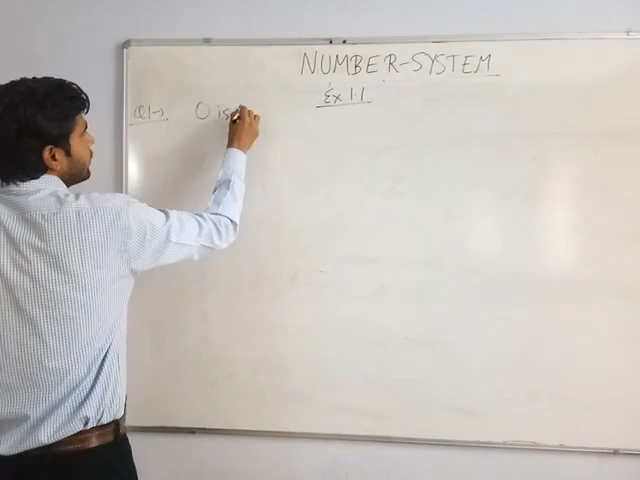 NUMBER-SYSTEM
Ex 1.1
Q1→ 0 is